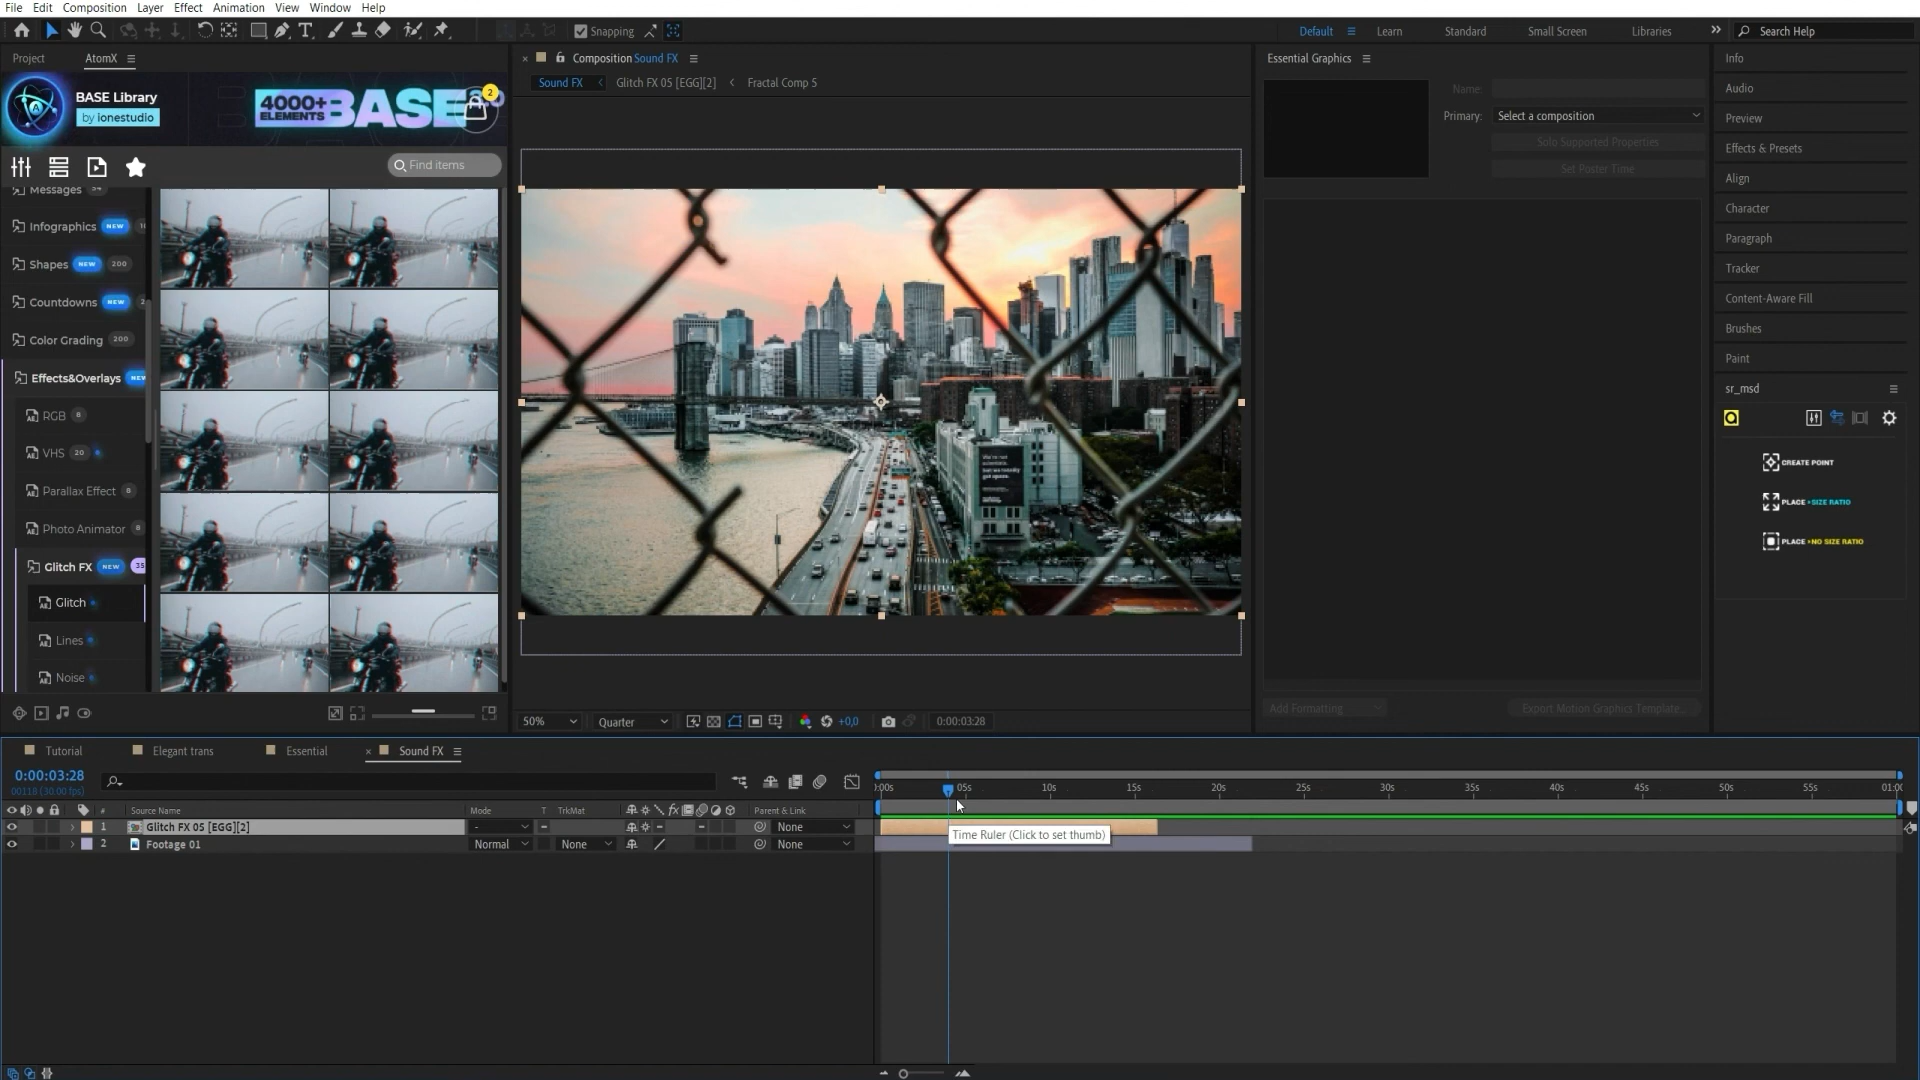 File Edit Composition Layer Effect Animation View Window Help
Snapping
Default Learn Standard Small Screen Libraries Search Help
Project AtomX
BASE Library
by ionestudio
4000+
ELEMENTS
BASE
2
Find items
Messages 54
Infographics NEW
Shapes NEW 200
Countdowns NEW
Color Grading 200
Effects&Overlays NEW
RGB 8
VHS 20
Parallax Effect 8
Photo Animator 8
Glitch FX NEW 35
Glitch
Lines
Noise
Composition Sound FX
Sound FX Glitch FX 05 [EGG][2] Fractal Comp 5
50% Quarter +0,0 0:00:03:28
Essential Graphics
Name:
Primary: Select a composition
Solo Supported Properties
Set Poster Time
Add Formatting Export Motion Graphics Template...
Info
Audio
Preview
Effects & Presets
Align
Character
Paragraph
Tracker
Content-Aware Fill
Brushes
Paint
sr_msd
CREATE POINT
PLACE +SIZE RATIO
PLACE +NO SIZE RATIO
Tutorial Elegant trans Essential Sound FX
0:00:03:28
00118 (30.00 fps)
# Source Name Mode T TrkMat Parent & Link
1 Glitch FX 05 [EGG][2] - None
2 Footage 01 Normal None None
):00s 05s 10s 15s 20s 25s 30s 35s 40s 45s 50s 55s 01:0
Time Ruler (Click to set thumb)